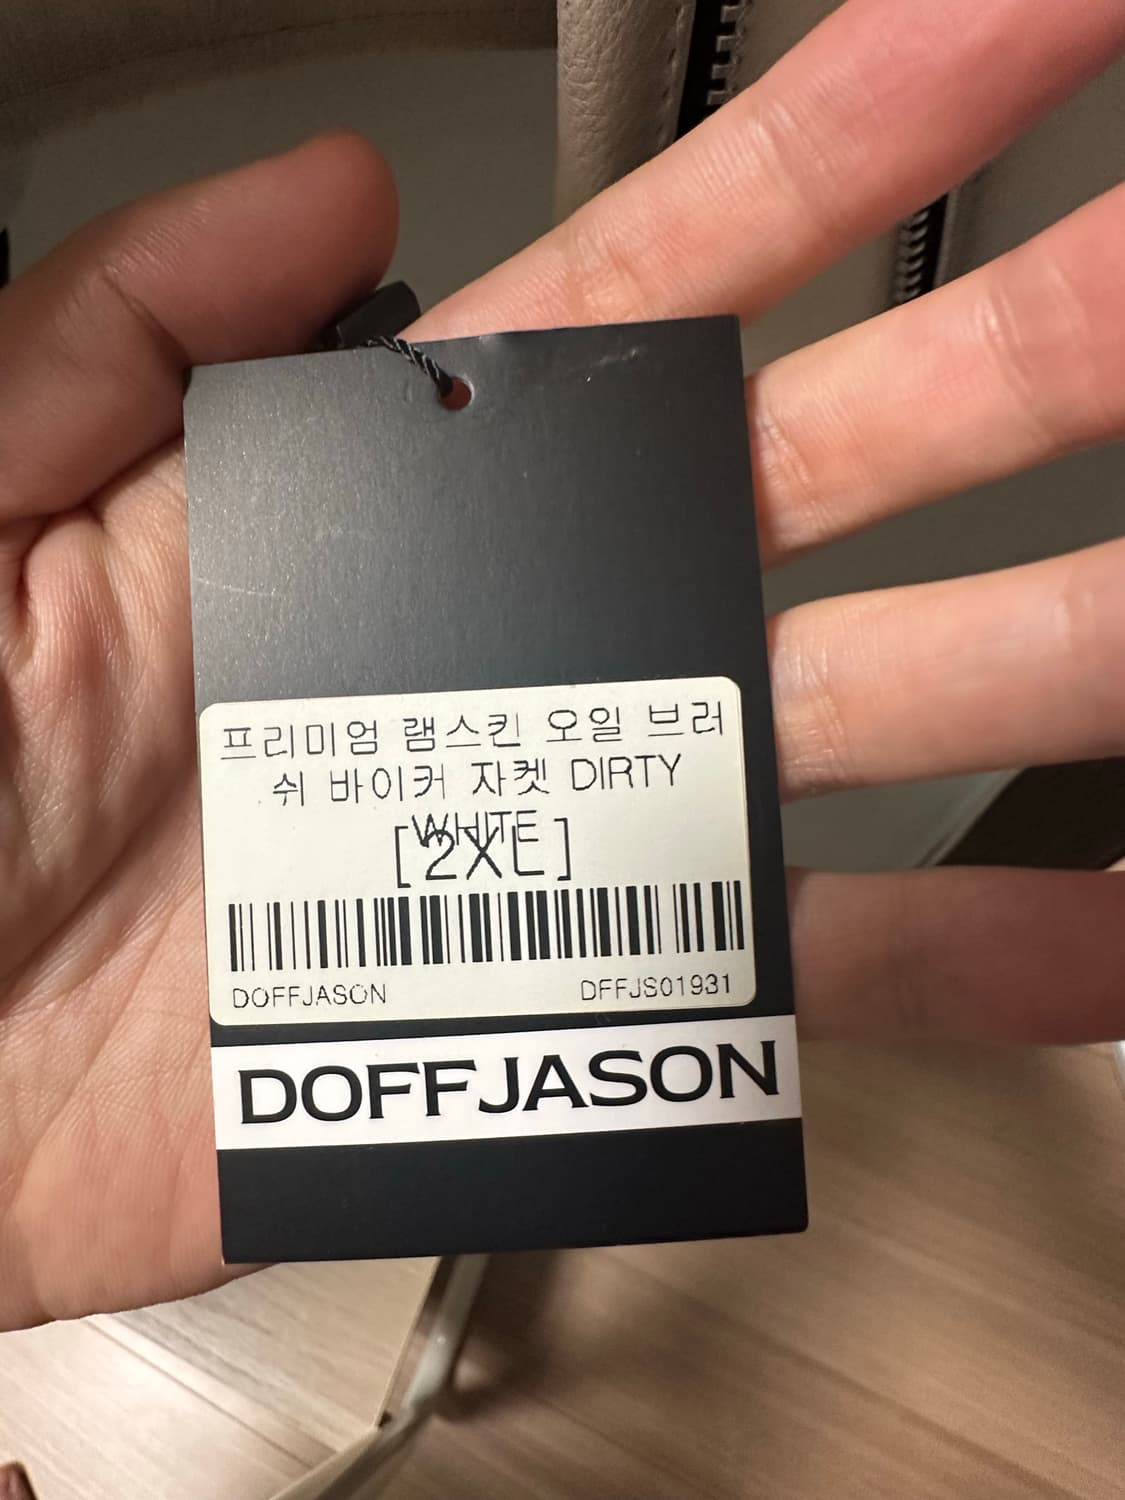 프리미엄 램스킨 오일 브러
쉬 바이커 자켓 DIRTY
WHITE
[2XL]
DOFFJASON DFFJS01931
DOFFJASON